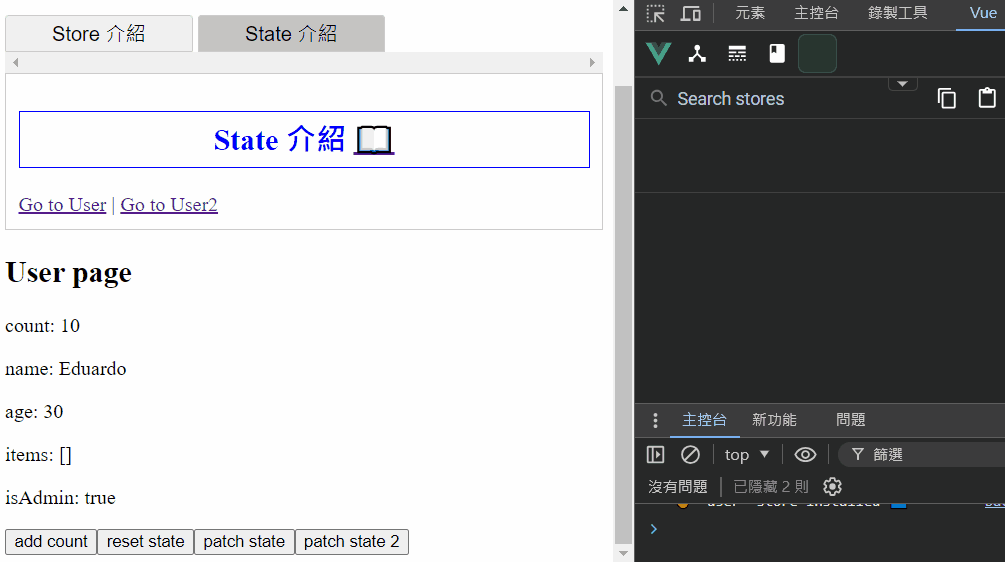 Store 介紹
State 介紹
State 介紹 📖
Go to User | Go to User2
User page
count: 10
name: Eduardo
age: 30
items: []
isAdmin: true
add count
reset state
patch state
patch state 2
元素
主控台
錄製工具
Vue
Search stores
主控台
新功能
問題
top
篩選
沒有問題
已隱藏 2 則
store installed